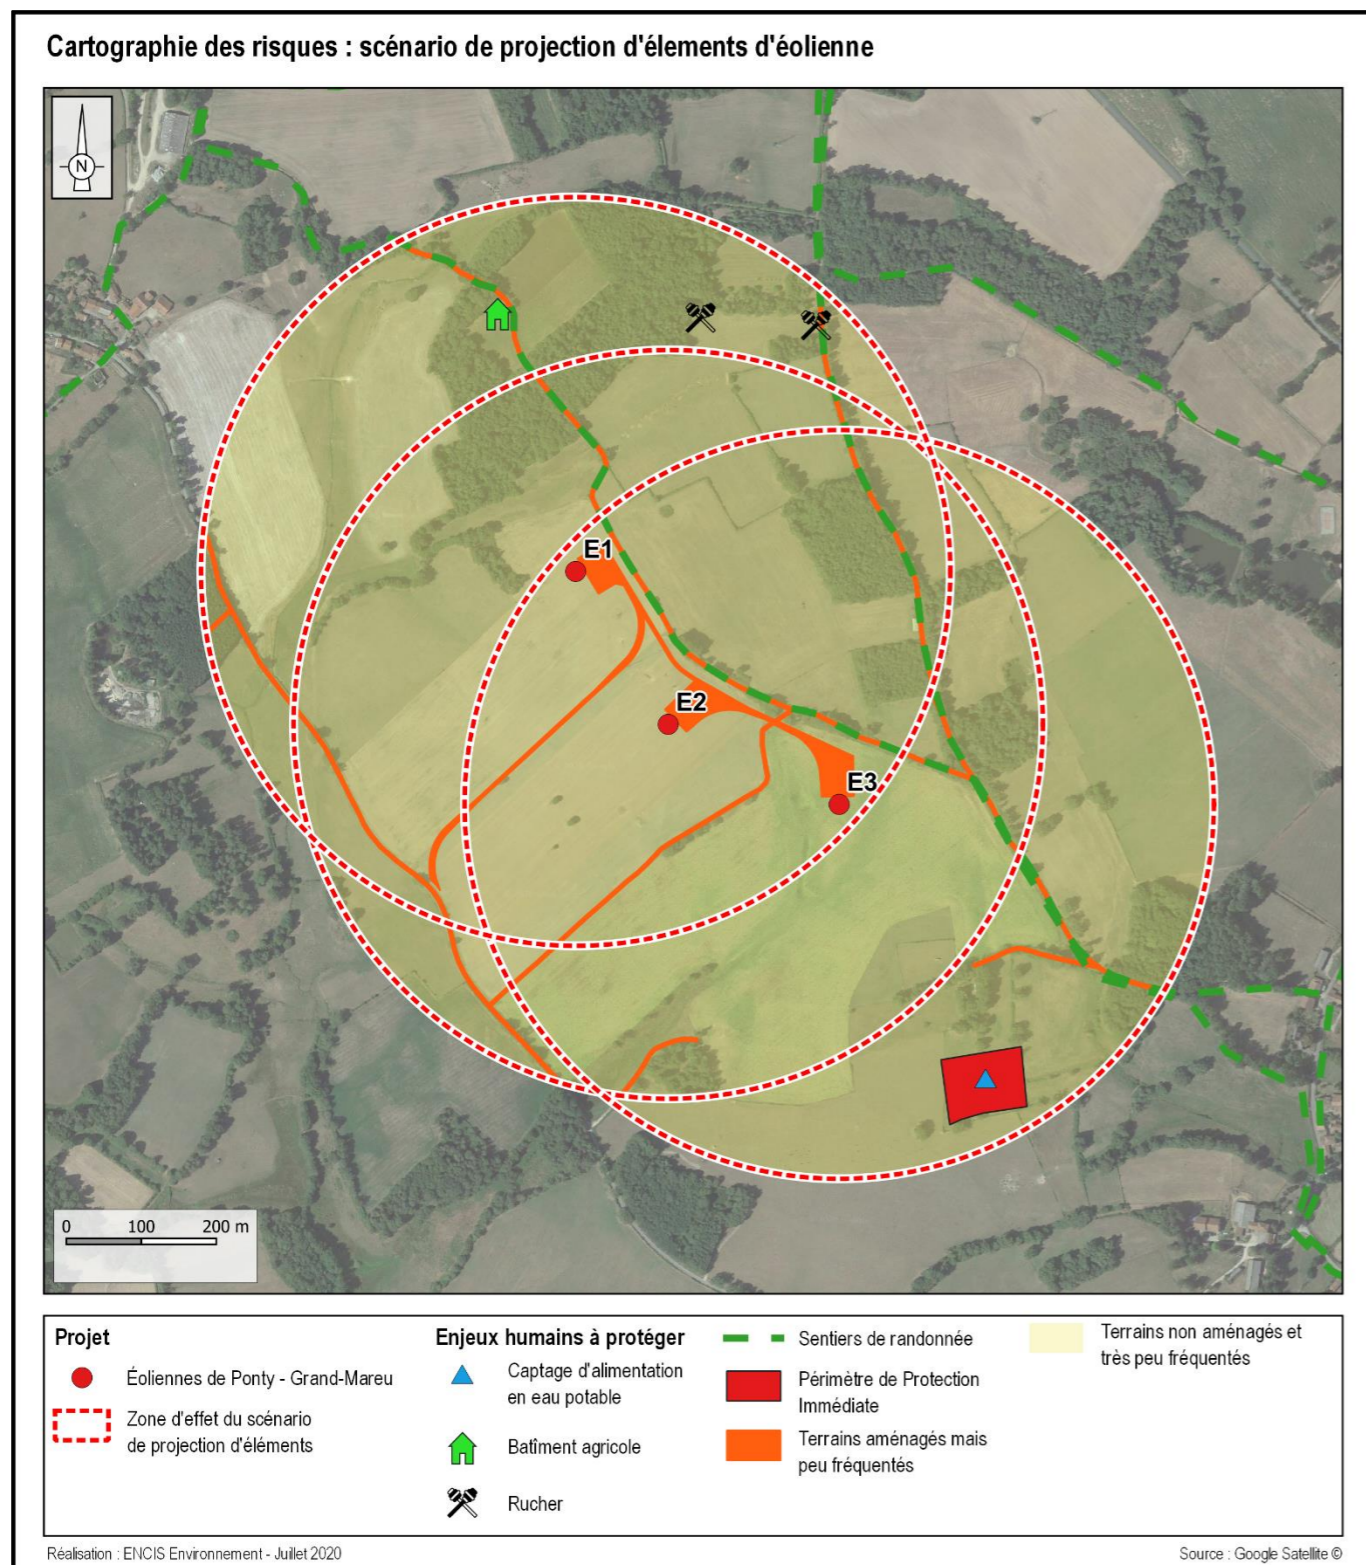 Cartographie des risques : scénario de projection d'élements d'éolienne
N
E1
E2
E3
0 100 200 m
Projet
Éoliennes de Ponty - Grand-Mareu
Zone d'effet du scénario
de projection d'éléments
Enjeux humains à protéger
Captage d'alimentation
en eau potable
Batîment agricole
Rucher
Sentiers de randonnée
Périmètre de Protection
Immédiate
Terrains aménagés mais
peu fréquentés
Terrains non aménagés et
très peu fréquentés
Réalisation : ENCIS Environnement - Juillet 2020
Source : Google Satellite ©